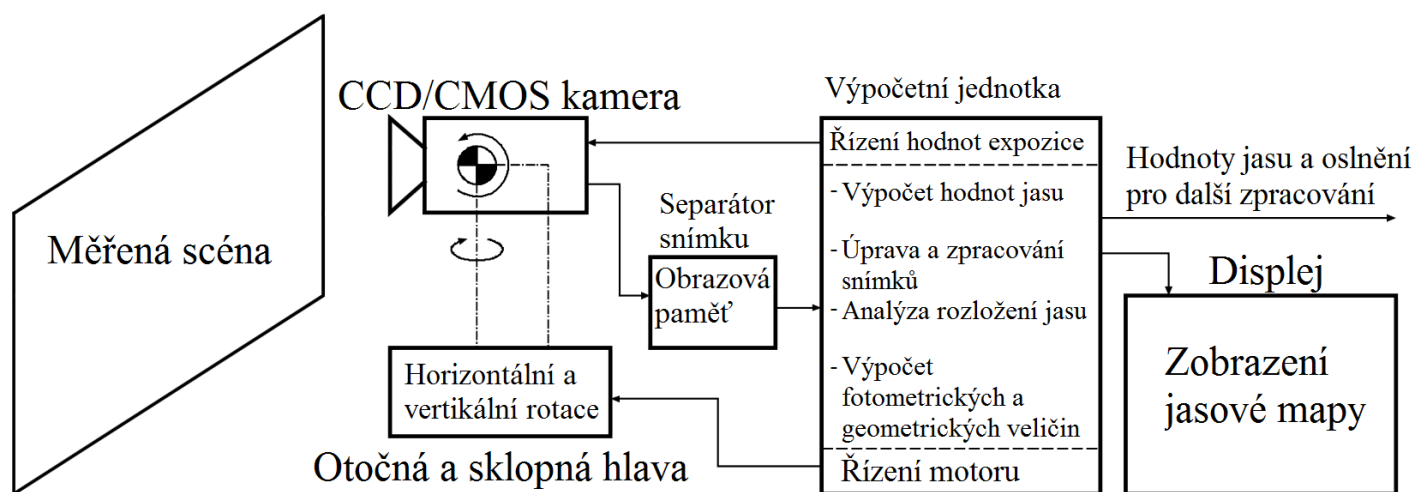 Měřená scéna
CCD/CMOS kamera
Horizontální a
vertikální rotace
Otočná a sklopná hlava
Separátor
snímku
Obrazová
paměť
Výpočetní jednotka
Řízení hodnot expozice
- Výpočet hodnot jasu
- Úprava a zpracování
snímků
- Analýza rozložení jasu
- Výpočet
fotometrických a
geometrických veličin
Řízení motoru
Hodnoty jasu a oslnění
pro další zpracování
Displej
Zobrazení
jasové mapy